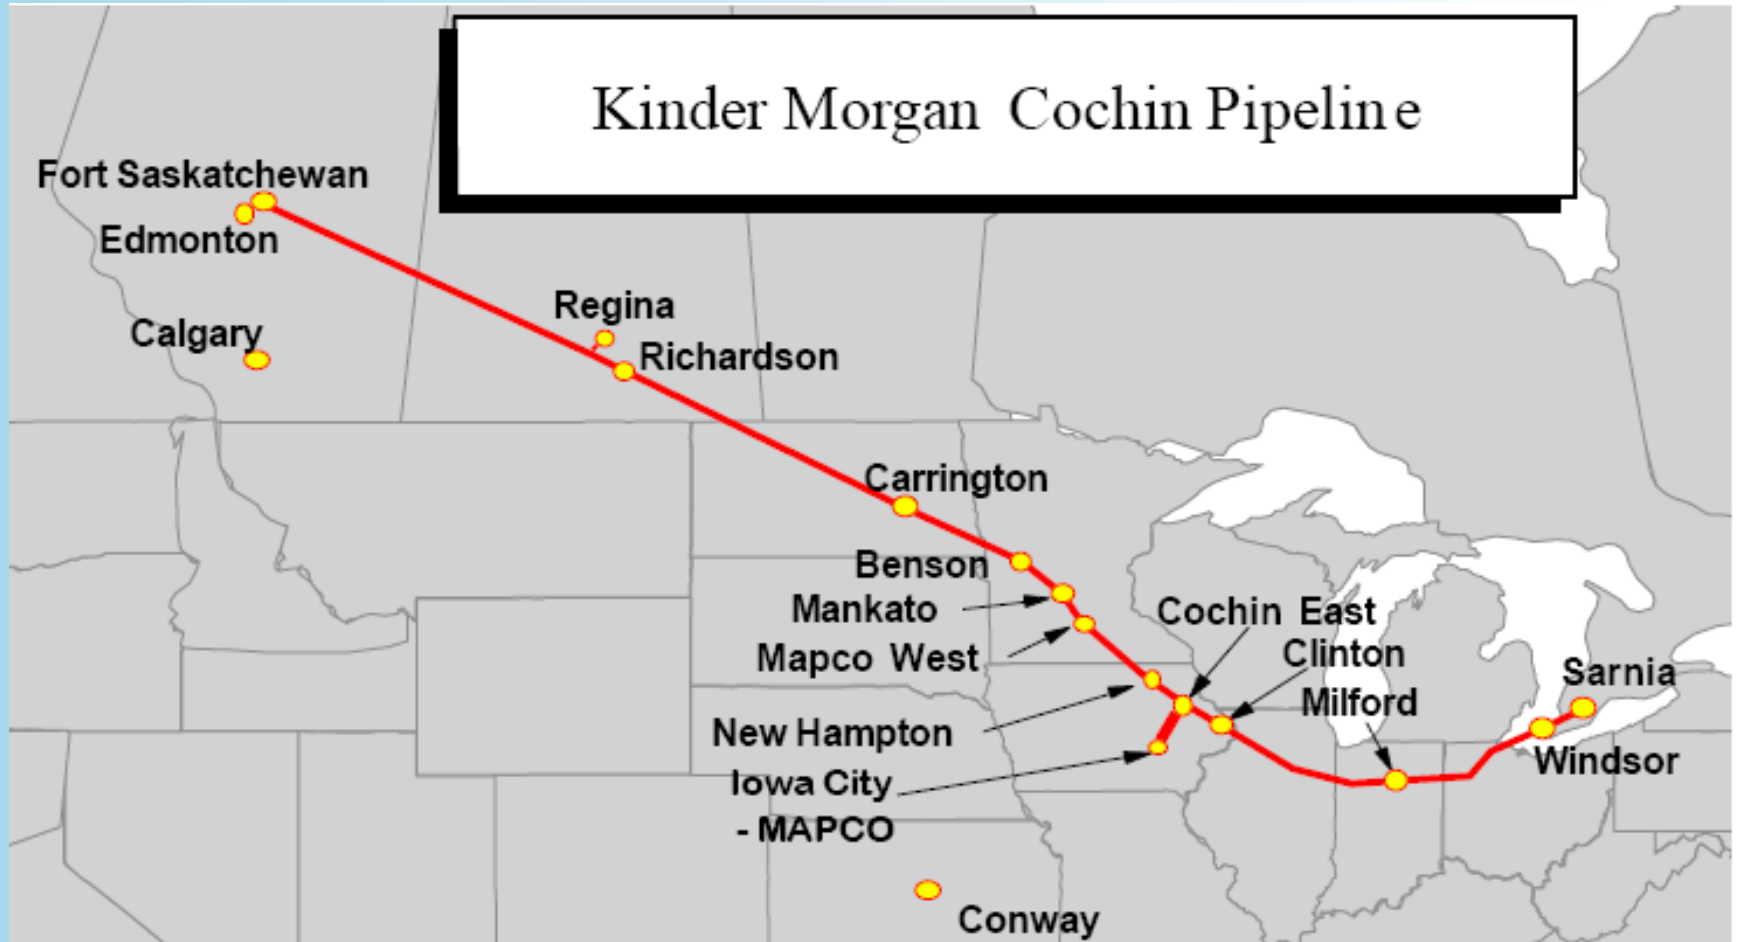 Kinder Morgan Cochin Pipeline
Fort Saskatchewan
Edmonton
Regina
Calgary
Richardson
Carrington
Benson
Mankato
Cochin East
Mapco West
Clinton
Sarnia
Milford
New Hampton
Windsor
Iowa City
- MAPCO
Conway